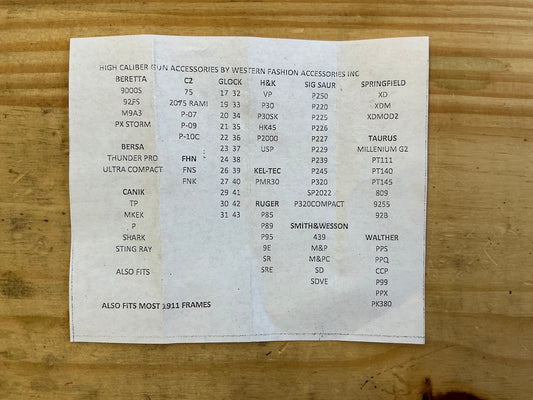 HIGH CALIBER GUN ACCESSORIES BY WESTERN FASHION ACCESSORIES INC
BERETTA
9000S
92FS
M9A3
PX STORM
BERSA
THUNDER PRO
ULTRA COMPACT
CANIK
TP
MKEK
P
SHARK
STING RAY
ALSO FITS
C2
75
2075 RAMI
P-07
P-09
P-10C
FHN
FNS
FNK
GLOCK
17 32
19 33
20 34
21 35
22 36
23 37
24 38
26 39
27 40
29 41
30 42
31 43
H&K
VP
P30
P30SK
HK45
P2000
USP
KEL-TEC
PMR30
RUGER
P85
P89
P95
9E
SR
SRE
SIG SAUR
P250
P220
P225
P226
P227
P229
P239
P245
P320
SP2022
P320COMPACT
SMITH&WESSON
439
M&P
M&PC
SD
SDVE
SPRINGFIELD
XD
XDM
XDMOD2
TAURUS
MILLENIUM G2
PT111
PT140
PT145
809
9255
92B
WALTHER
PPS
PPQ
CCP
P99
PPX
PK380
ALSO FITS MOST 1911 FRAMES